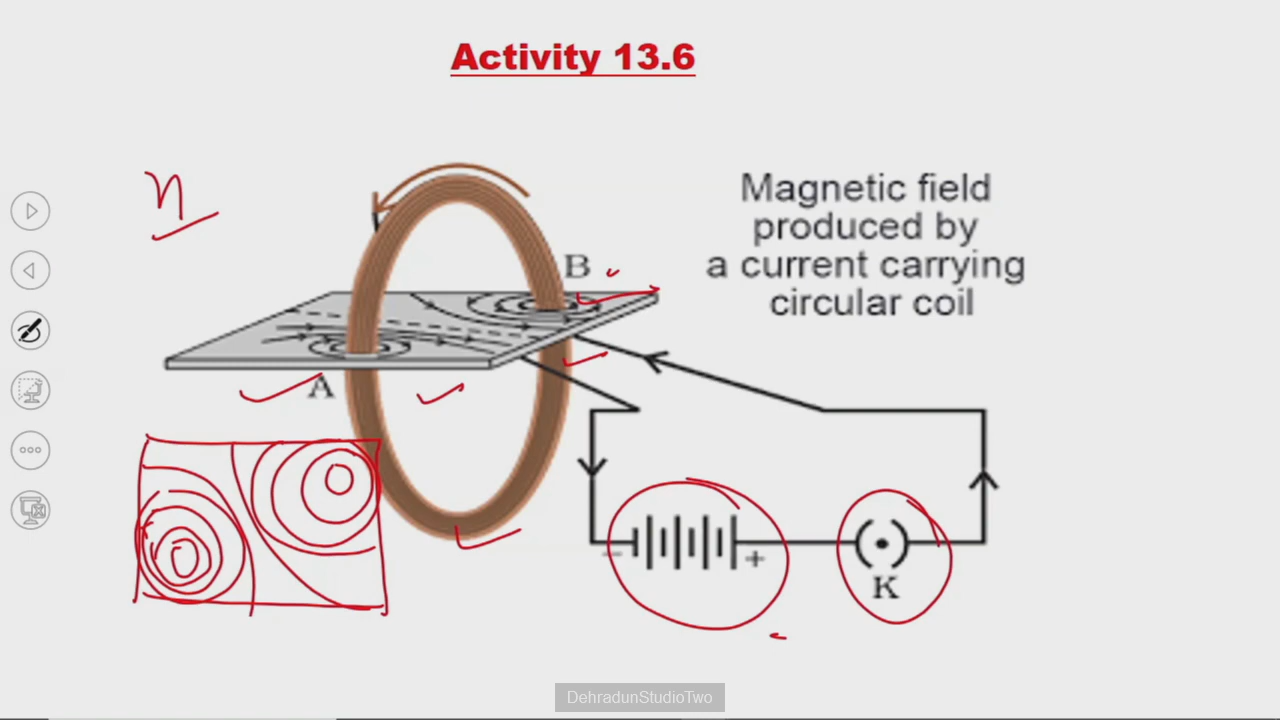 Activity 13.6
n
Magnetic field
produced by
a current carrying
circular coil
B
A
- +
K
DehradunStudioTwo